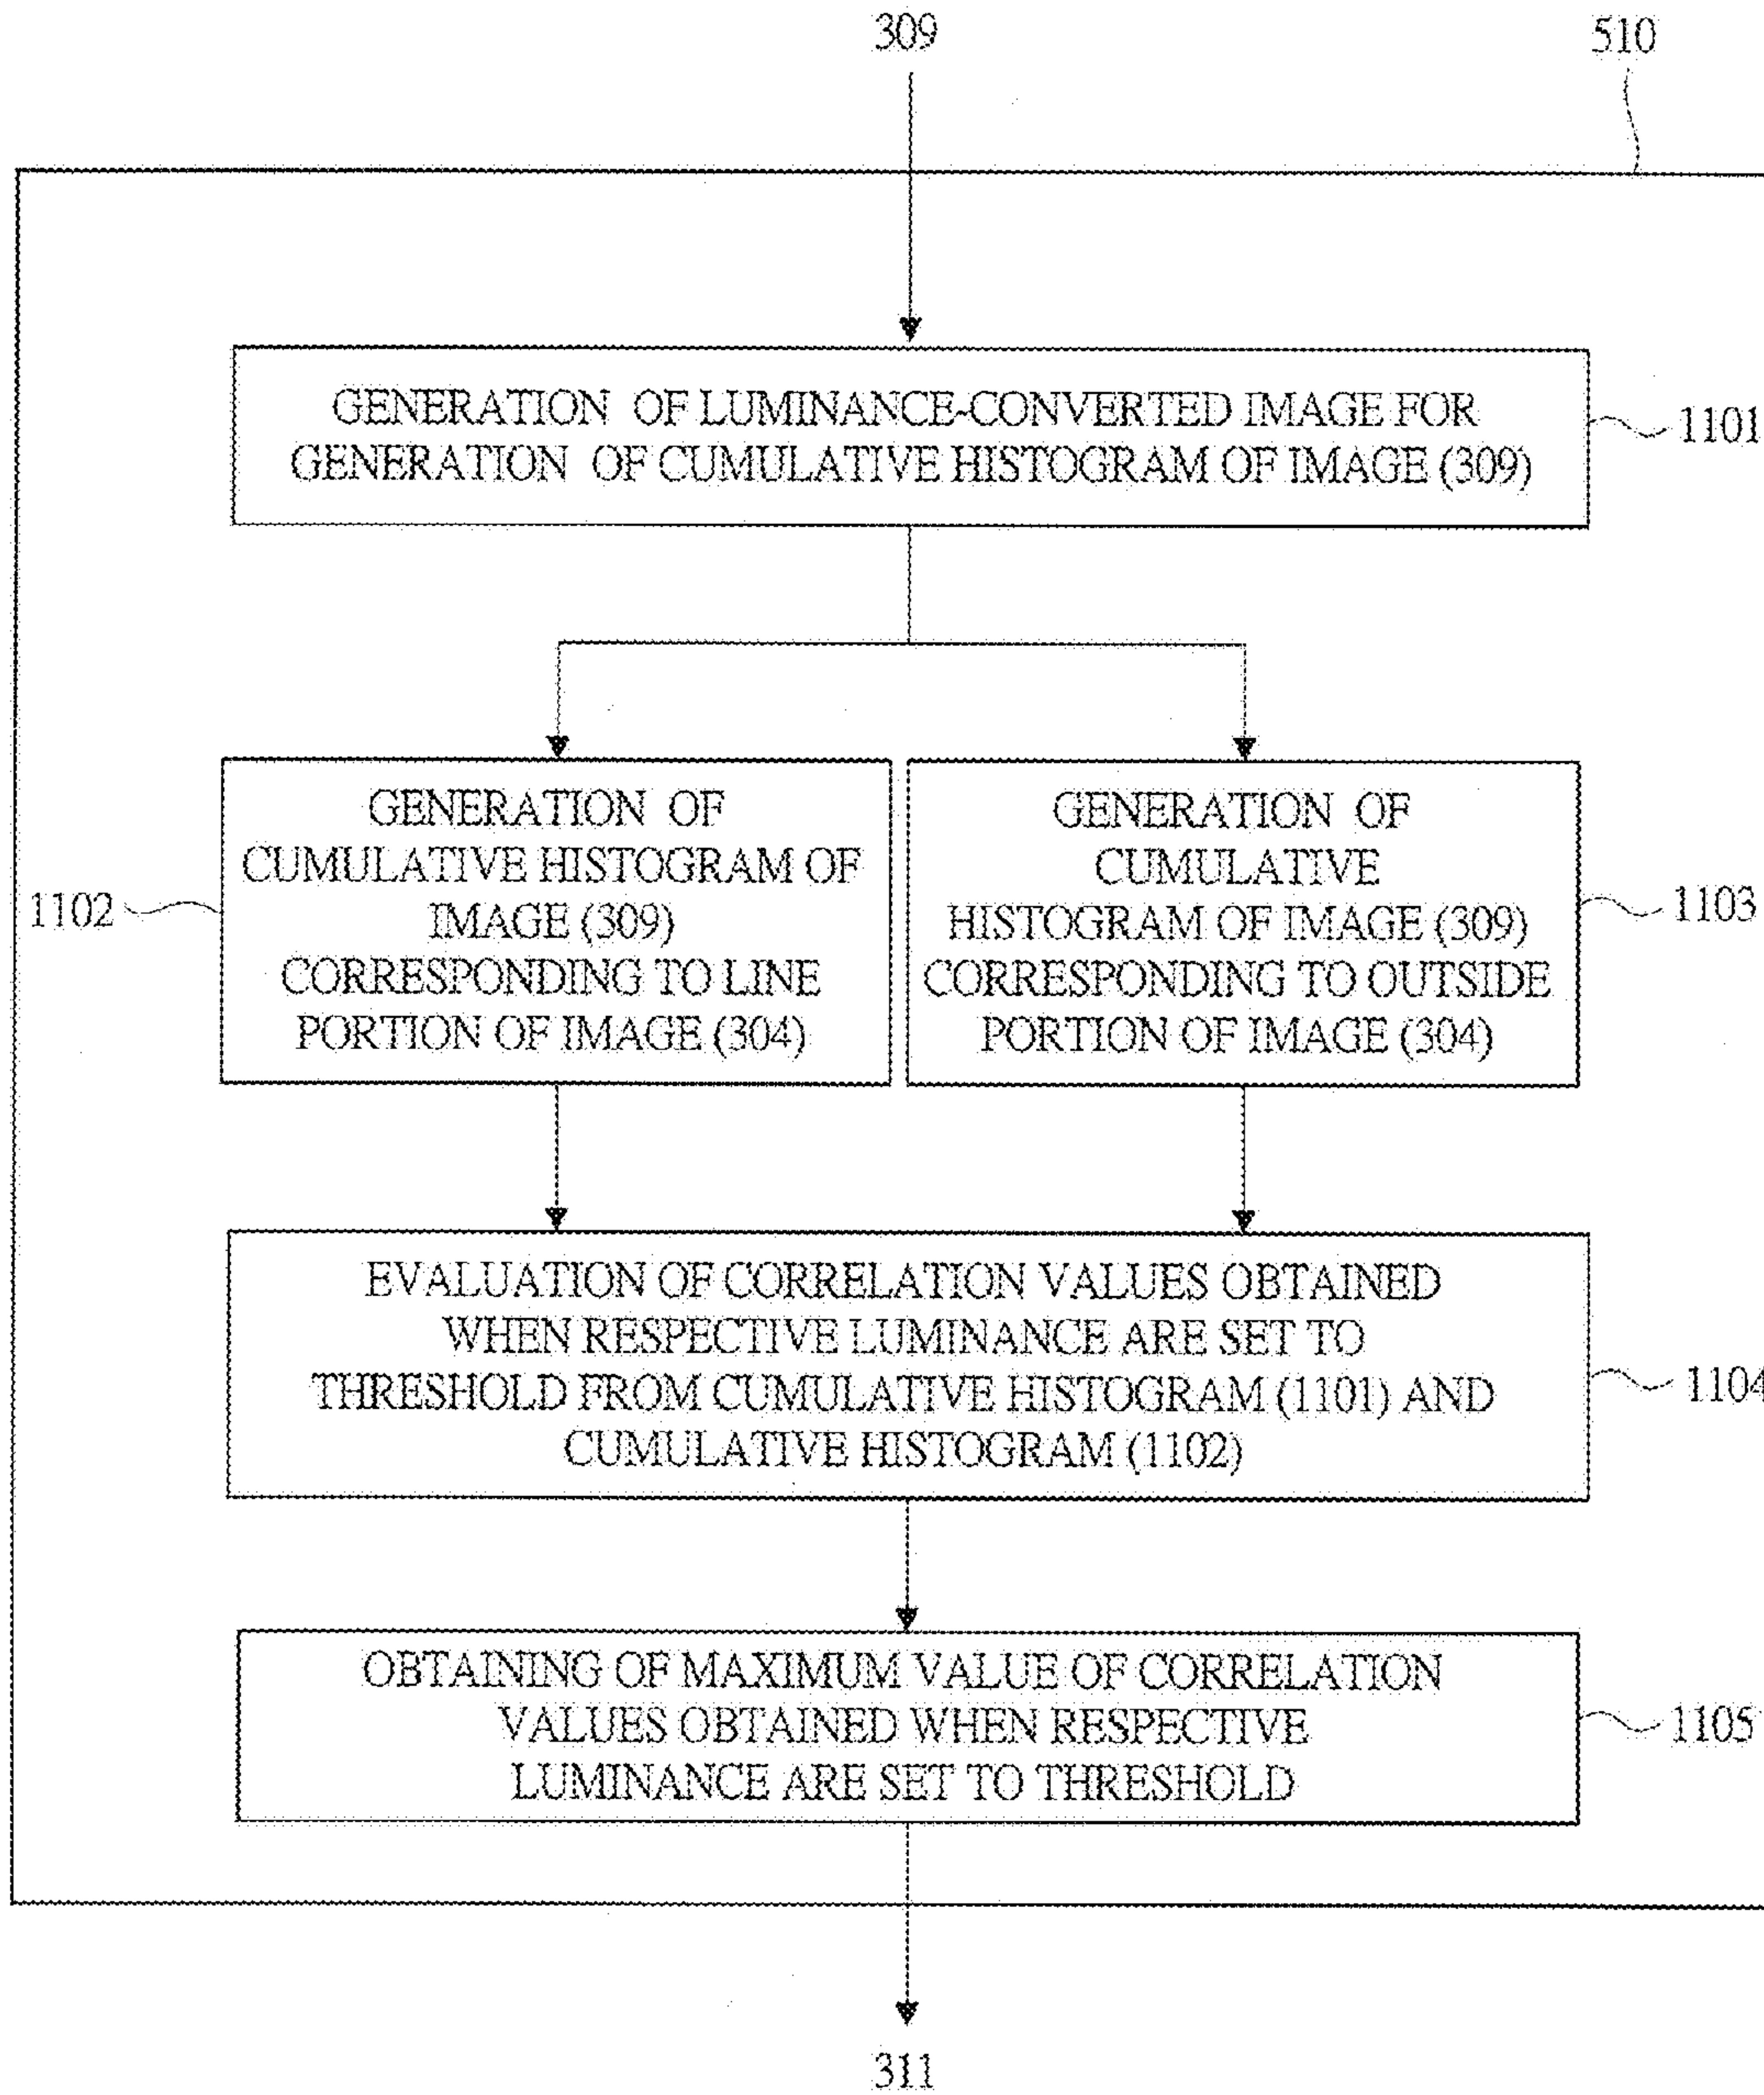 309
510
GENERATION OF LUMINANCE-CONVERTED IMAGE FOR
GENERATION OF CUMULATIVE HISTOGRAM OF IMAGE (309)
1101
GENERATION OF
CUMULATIVE HISTOGRAM OF
IMAGE (309)
CORRESPONDING TO LINE
PORTION OF IMAGE (304)
1102
GENERATION OF
CUMULATIVE
HISTOGRAM OF IMAGE (309)
CORRESPONDING TO OUTSIDE
PORTION OF IMAGE (304)
1103
EVALUATION OF CORRELATION VALUES OBTAINED
WHEN RESPECTIVE LUMINANCE ARE SET TO
THRESHOLD FROM CUMULATIVE HISTOGRAM (1101) AND
CUMULATIVE HISTOGRAM (1102)
1104
OBTAINING OF MAXIMUM VALUE OF CORRELATION
VALUES OBTAINED WHEN RESPECTIVE
LUMINANCE ARE SET TO THRESHOLD
1105
311